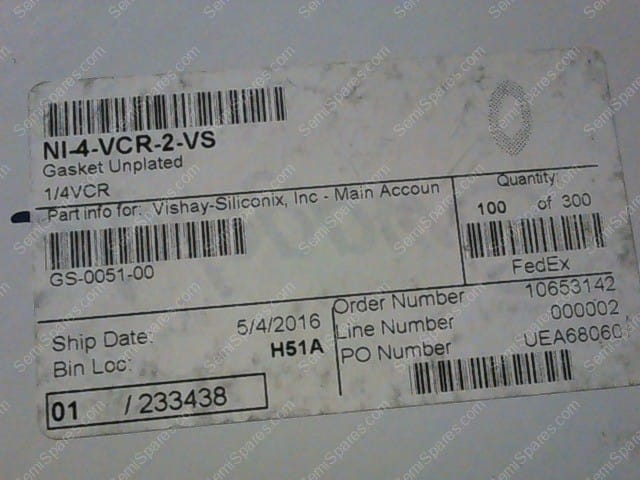 NI-4-VCR-2-VS
Gasket Unplated
1/4VCR
Part info for: Vishay-Siliconix, Inc - Main Accoun
GS-0051-00
Quantity:
100 of 300
FedEx
Ship Date: 5/4/2016
Bin Loc: H51A
01 / 233438
Order Number 10653142
Line Number 000002
PO Number UEA68060
SemiSpares.com